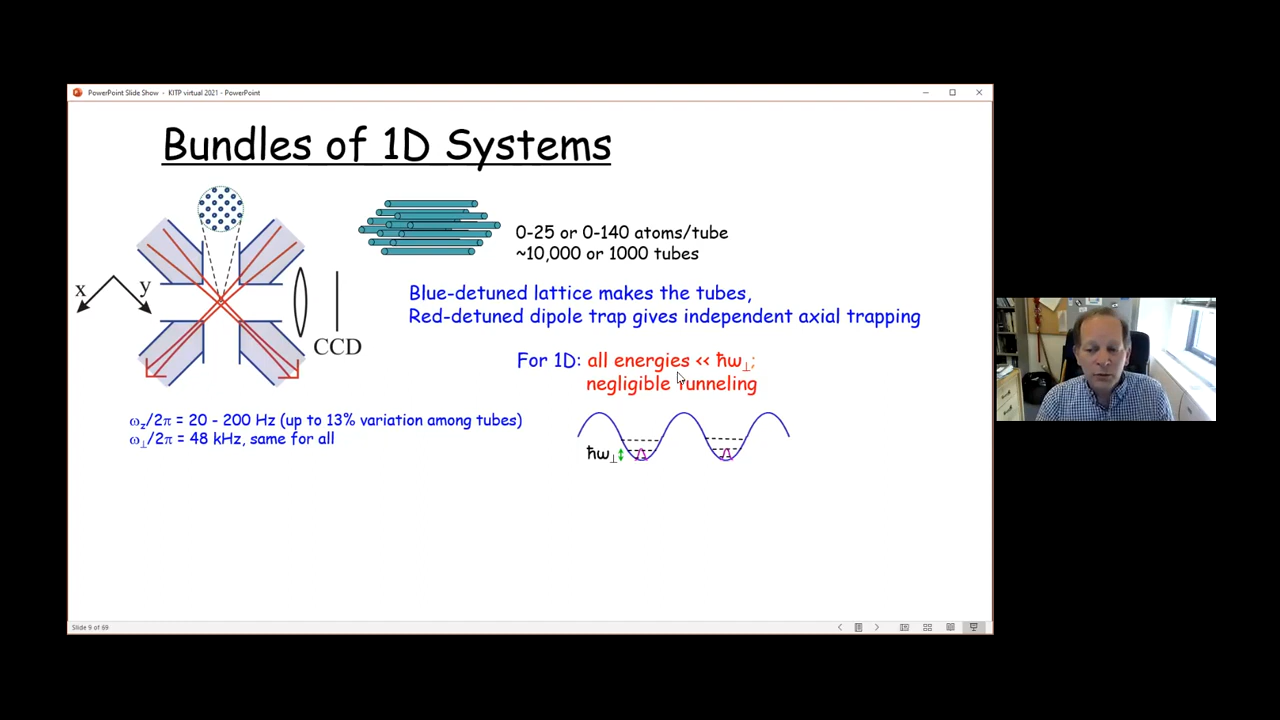 PowerPoint Slide Show - KITP virtual 2021 - PowerPoint
Bundles of 1D Systems
0-25 or 0-140 atoms/tube
~10,000 or 1000 tubes
x
y
CCD
Blue-detuned lattice makes the tubes,
Red-detuned dipole trap gives independent axial trapping
For 1D: all energies << ħω⊥;
negligible tunneling
ωz/2π = 20 - 200 Hz (up to 13% variation among tubes)
ω⊥/2π = 48 kHz, same for all
ħω⊥
Slide 9 of 69